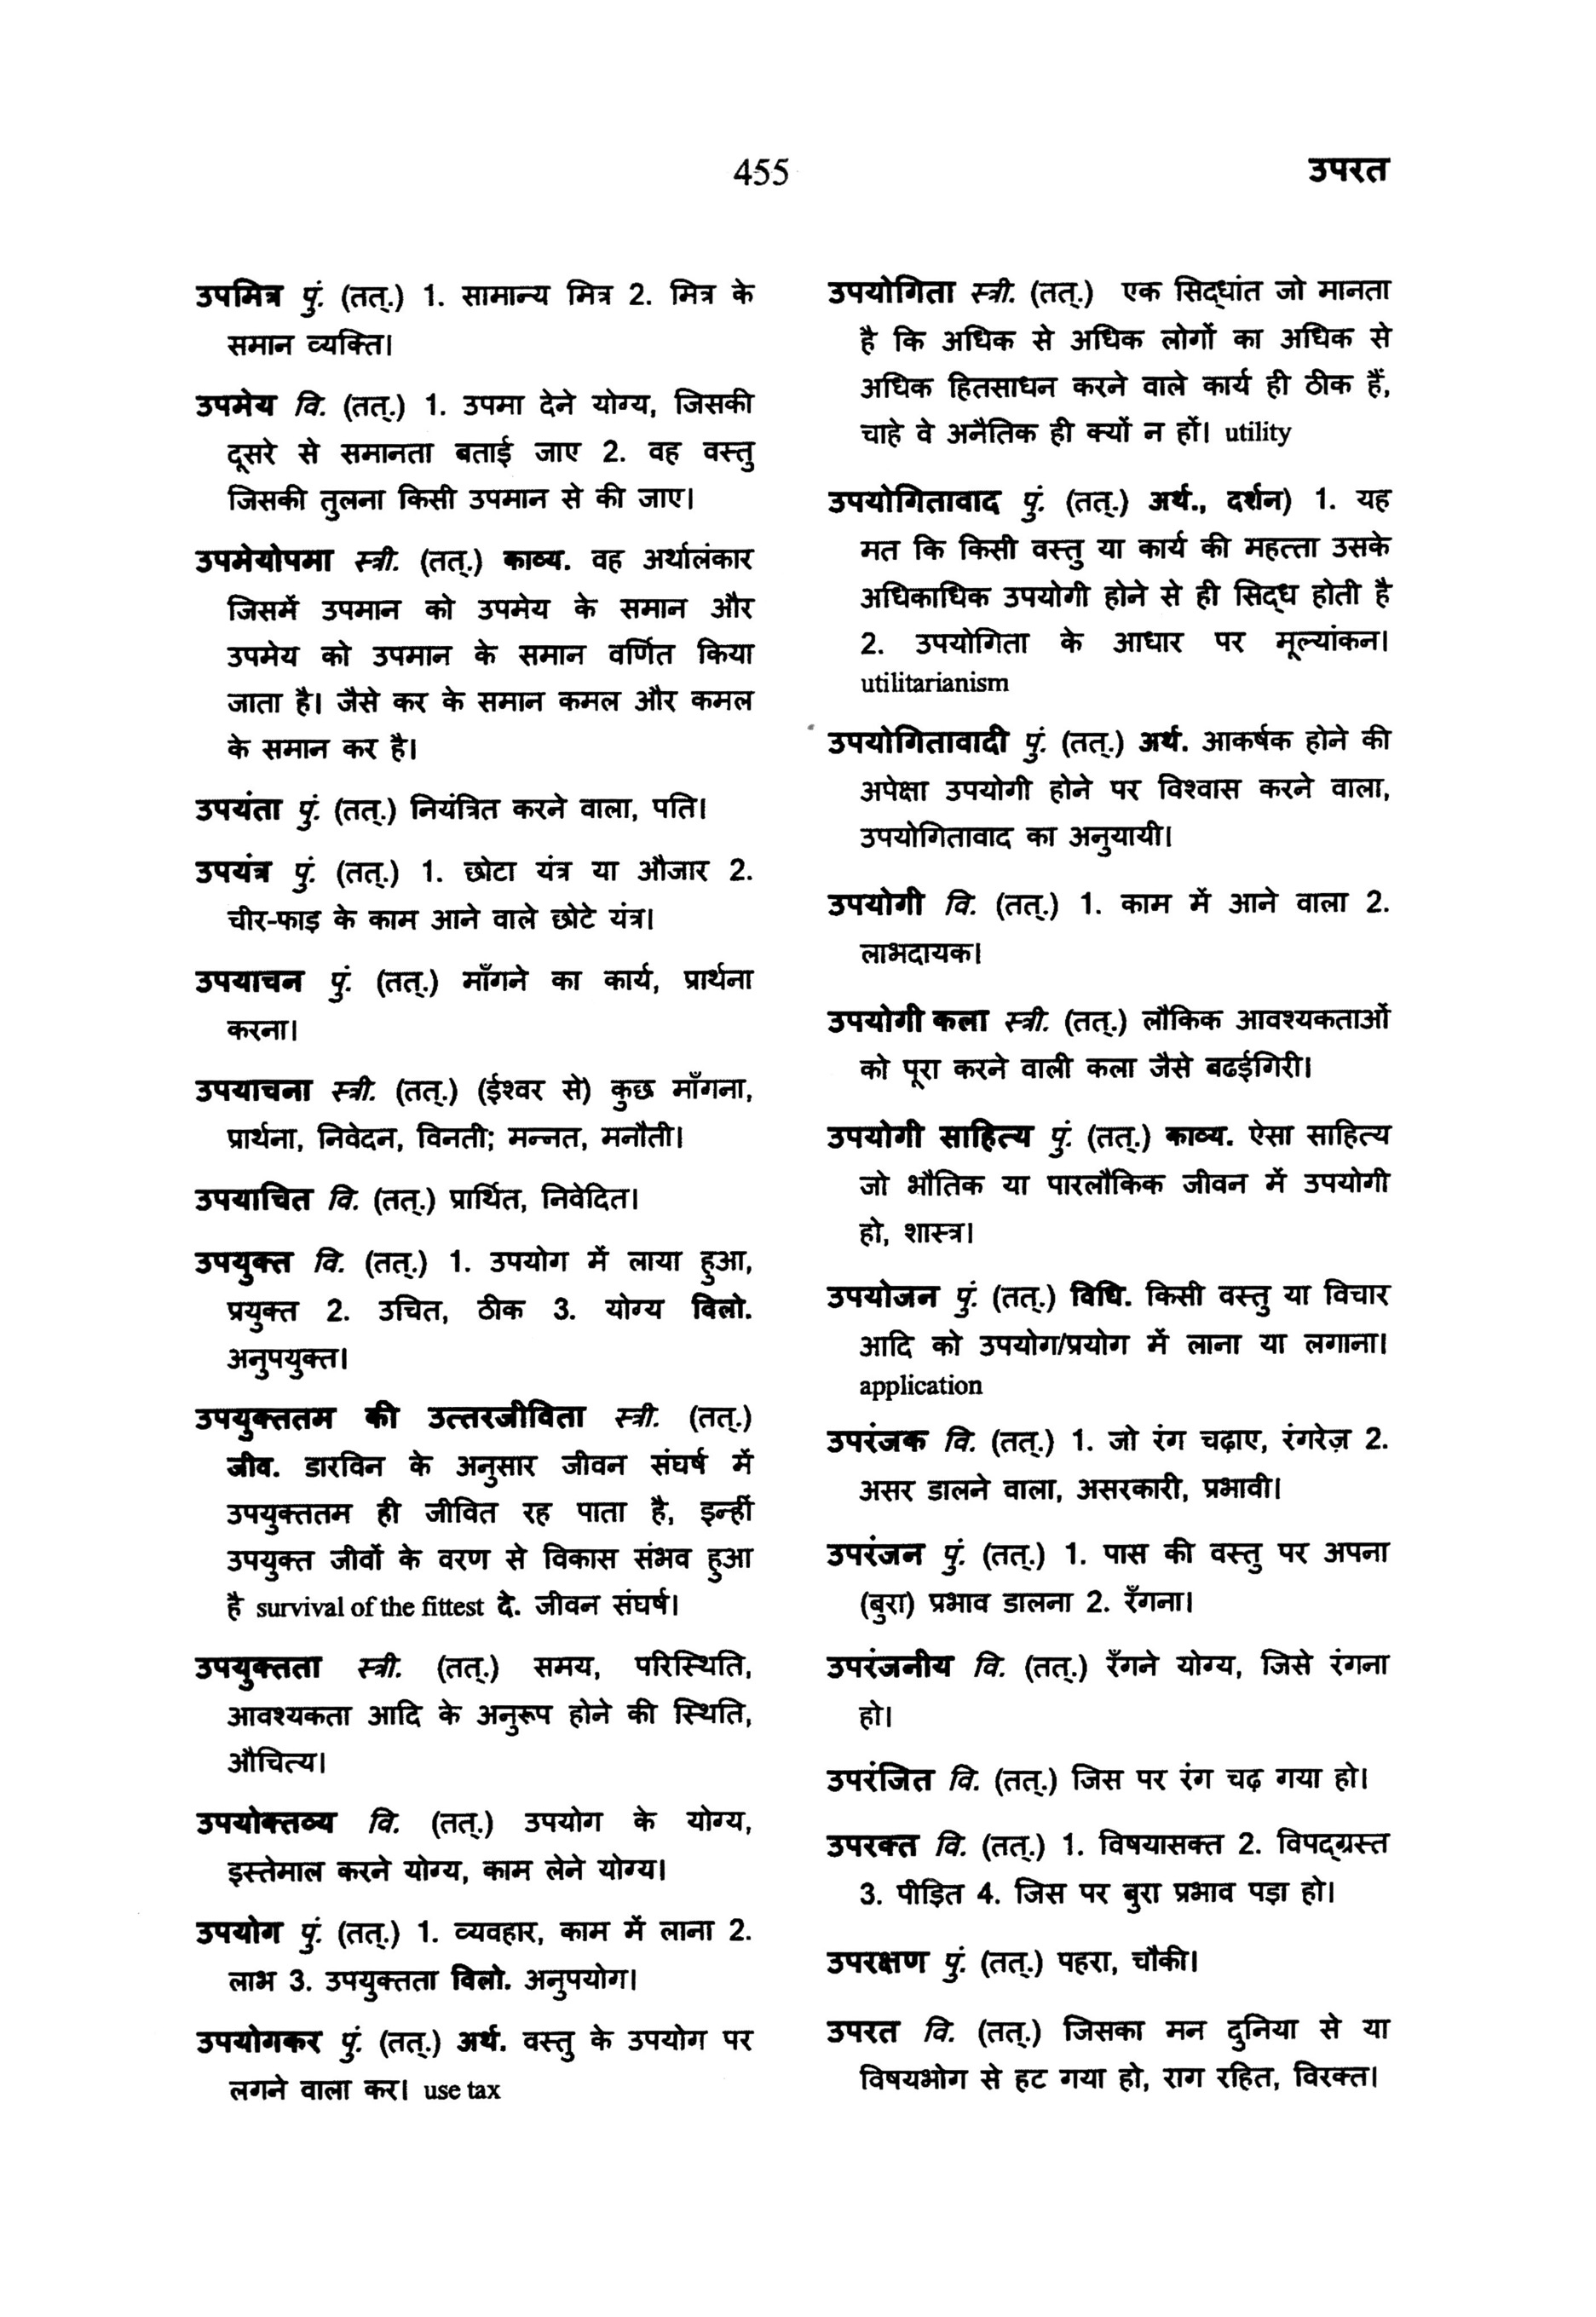 455
उपरत
उपमित्र पुं. (तत्.) 1. सामान्य मित्र 2. मित्र के
समान व्यक्ति।
उपमेय वि. (तत्.) 1. उपमा देने योग्य, जिसकी
दूसरे से समानता बताई जाए 2. वह वस्तु
जिसकी तुलना किसी उपमान से की जाए।
उपमेयोपमा स्त्री. (तत्.) काव्य. वह अर्थालंकार
जिसमें उपमान को उपमेय के समान और
उपमेय को उपमान के समान वर्णित किया
जाता है। जैसे कर के समान कमल और कमल
के समान कर है।
उपयंता पुं. (तत्.) नियंत्रित करने वाला, पति।
उपयंत्र पुं. (तत्.) 1. छोटा यंत्र या औजार 2.
चीर-फाड़ के काम आने वाले छोटे यंत्र।
उपयाचन पुं. (तत्.) माँगने का कार्य, प्रार्थना
करना।
उपयाचना स्त्री. (तत्.) (ईश्वर से) कुछ माँगना,
प्रार्थना, निवेदन, विनती; मन्नत, मनौती।
उपयाचित वि. (तत्.) प्रार्थित, निवेदित।
उपयुक्त वि. (तत्.) 1. उपयोग में लाया हुआ,
प्रयुक्त 2. उचित, ठीक 3. योग्य विलो.
अनुपयुक्त।
उपयुक्ततम की उत्तरजीविता स्त्री. (तत्.)
जीव. डारविन के अनुसार जीवन संघर्ष में
उपयुक्ततम ही जीवित रह पाता है, इन्हीं
उपयुक्त जीवों के वरण से विकास संभव हुआ
है survival of the fittest दे. जीवन संघर्ष।
उपयुक्तता स्त्री. (तत्.) समय, परिस्थिति,
आवश्यकता आदि के अनुरूप होने की स्थिति,
औचित्य।
उपयोक्तव्य वि. (तत्.) उपयोग के योग्य,
इस्तेमाल करने योग्य, काम लेने योग्य।
उपयोग पुं. (तत्.) 1. व्यवहार, काम में लाना 2.
लाभ 3. उपयुक्तता विलो. अनुपयोग।
उपयोगकर पुं. (तत्.) अर्थ. वस्तु के उपयोग पर
लगने वाला कर। use tax
उपयोगिता स्त्री. (तत्.) एक सिद्धांत जो मानता
है कि अधिक से अधिक लोगों का अधिक से
अधिक हितसाधन करने वाले कार्य ही ठीक हैं,
चाहे वे अनैतिक ही क्यों न हों। utility
उपयोगितावाद पुं. (तत्.) अर्थ., दर्शन) 1. यह
मत कि किसी वस्तु या कार्य की महत्ता उसके
अधिकाधिक उपयोगी होने से ही सिद्ध होती है
2. उपयोगिता के आधार पर मूल्यांकन।
utilitarianism
उपयोगितावादी पुं. (तत्.) अर्थ. आकर्षक होने की
अपेक्षा उपयोगी होने पर विश्वास करने वाला,
उपयोगितावाद का अनुयायी।
उपयोगी वि. (तत्.) 1. काम में आने वाला 2.
लाभदायक।
उपयोगी कला स्त्री. (तत्.) लौकिक आवश्यकताओं
को पूरा करने वाली कला जैसे बढईगिरी।
उपयोगी साहित्य पुं. (तत्.) काव्य. ऐसा साहित्य
जो भौतिक या पारलौकिक जीवन में उपयोगी
हो, शास्त्र।
उपयोजन पुं. (तत्.) विधि. किसी वस्तु या विचार
आदि को उपयोग/प्रयोग में लाना या लगाना।
application
उपरंजक वि. (तत्.) 1. जो रंग चढ़ाए, रंगरेज़ 2.
असर डालने वाला, असरकारी, प्रभावी।
उपरंजन पुं. (तत्.) 1. पास की वस्तु पर अपना
(बुरा) प्रभाव डालना 2. रँगना।
उपरंजनीय वि. (तत्.) रँगने योग्य, जिसे रंगना
हो।
उपरंजित वि. (तत्.) जिस पर रंग चढ़ गया हो।
उपरक्त वि. (तत्.) 1. विषयासक्त 2. विपद्ग्रस्त
3. पीड़ित 4. जिस पर बुरा प्रभाव पड़ा हो।
उपरक्षण पुं. (तत्.) पहरा, चौकी।
उपरत वि. (तत्.) जिसका मन दुनिया से या
विषयभोग से हट गया हो, राग रहित, विरक्त।